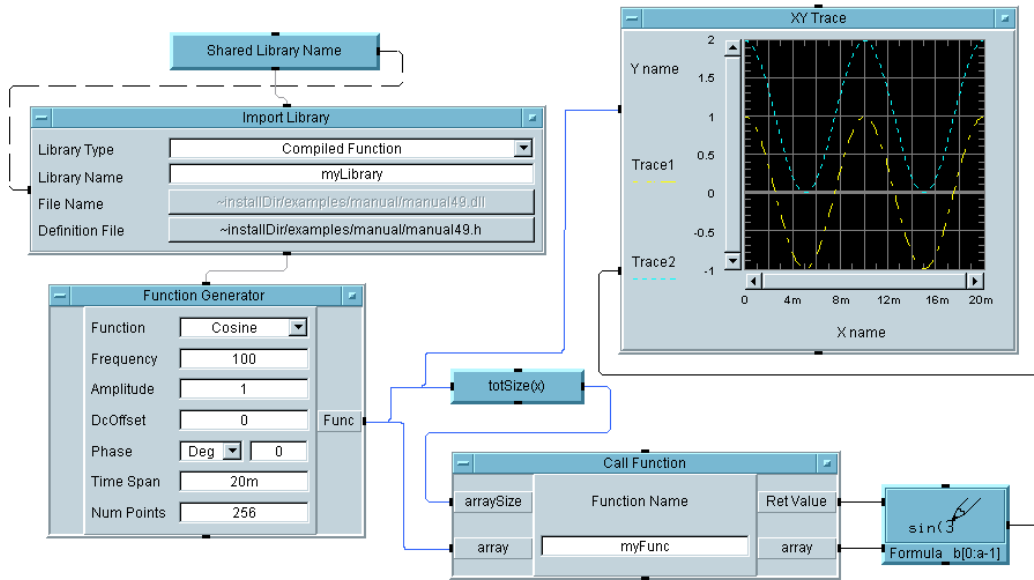 Shared Library Name
Import Library
Library Type Compiled Function
Library Name myLibrary
File Name ~installDir/examples/manual/manual49.dll
Definition File ~installDir/examples/manual/manual49.h
Function Generator
Function Cosine
Frequency 100
Amplitude 1
DcOffset 0
Func
Phase Deg 0
Time Span 20m
Num Points 256
XY Trace
Y name
Trace1
Trace2
2
1.5
1
0.5
0
-0.5
-1
0 4m 8m 12m 16m 20m
X name
totSize(x)
Call Function
arraySize Function Name Ret Value
array myFunc array
sin(3
Formula b[0:a-1]